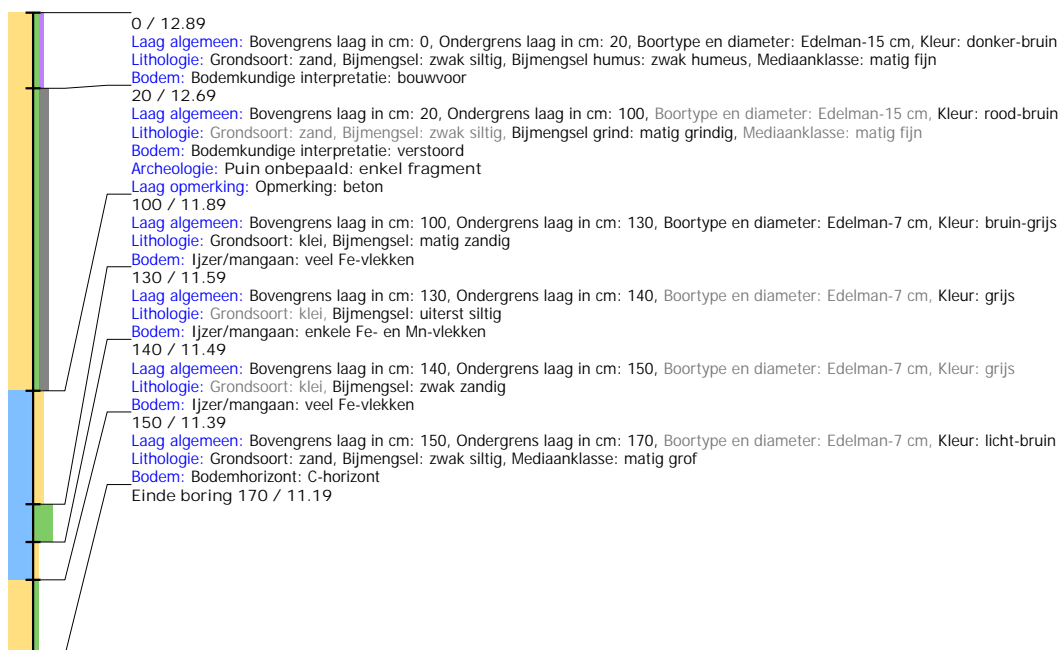 0 / 12.89
Laag algemeen: Bovengrens laag in cm: 0, Ondergrens laag in cm: 20, Boortype en diameter: Edelman-15 cm, Kleur: donker-bruin
Lithologie: Grondsoort: zand, Bijmengsel: zwak siltig, Bijmengsel humus: zwak humeus, Mediaanklasse: matig fijn
Bodem: Bodemkundige interpretatie: bouwvoor
20 / 12.69
Laag algemeen: Bovengrens laag in cm: 20, Ondergrens laag in cm: 100, Boortype en diameter: Edelman-15 cm, Kleur: rood-bruin
Lithologie: Grondsoort: zand, Bijmengsel: zwak siltig, Bijmengsel grind: matig grindig, Mediaanklasse: matig fijn
Bodem: Bodemkundige interpretatie: verstoord
Archeologie: Puin onbepaald: enkel fragment
Laag opmerking: Opmerking: beton
100 / 11.89
Laag algemeen: Bovengrens laag in cm: 100, Ondergrens laag in cm: 130, Boortype en diameter: Edelman-7 cm, Kleur: bruin-grijs
Lithologie: Grondsoort: klei, Bijmengsel: matig zandig
Bodem: Ijzer/mangaan: veel Fe-vlekken
130 / 11.59
Laag algemeen: Bovengrens laag in cm: 130, Ondergrens laag in cm: 140, Boortype en diameter: Edelman-7 cm, Kleur: grijs
Lithologie: Grondsoort: klei, Bijmengsel: uiterst siltig
Bodem: Ijzer/mangaan: enkele Fe- en Mn-vlekken
140 / 11.49
Laag algemeen: Bovengrens laag in cm: 140, Ondergrens laag in cm: 150, Boortype en diameter: Edelman-7 cm, Kleur: grijs
Lithologie: Grondsoort: klei, Bijmengsel: zwak zandig
Bodem: Ijzer/mangaan: veel Fe-vlekken
150 / 11.39
Laag algemeen: Bovengrens laag in cm: 150, Ondergrens laag in cm: 170, Boortype en diameter: Edelman-7 cm, Kleur: licht-bruin
Lithologie: Grondsoort: zand, Bijmengsel: zwak siltig, Mediaanklasse: matig grof
Bodem: Bodemhorizont: C-horizont
Einde boring 170 / 11.19